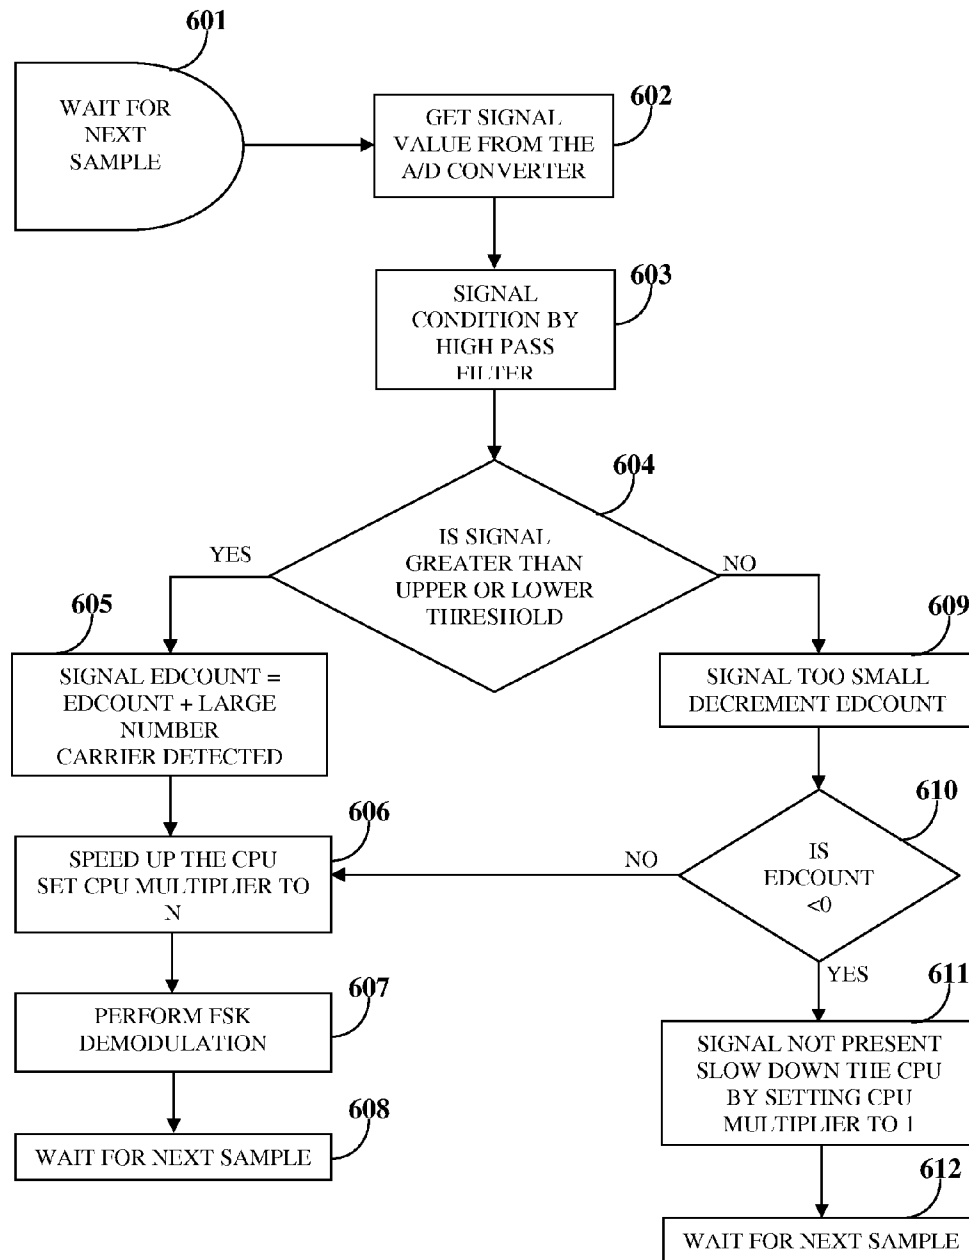 601
WAIT FOR
NEXT
SAMPLE
602
GET SIGNAL
VALUE FROM THE
A/D CONVERTER
603
SIGNAL
CONDITION BY
HIGH PASS
FILTER
604
IS SIGNAL
GREATER THAN
UPPER OR LOWER
THRESHOLD
YES
NO
605
SIGNAL EDCOUNT =
EDCOUNT + LARGE
NUMBER
CARRIER DETECTED
609
SIGNAL TOO SMALL
DECREMENT EDCOUNT
606
SPEED UP THE CPU
SET CPU MULTIPLIER TO
N
610
IS
EDCOUNT
<0
NO
YES
607
PERFORM FSK
DEMODULATION
611
SIGNAL NOT PRESENT
SLOW DOWN THE CPU
BY SETTING CPU
MULTIPLIER TO 1
608
WAIT FOR NEXT SAMPLE
612
WAIT FOR NEXT SAMPLE